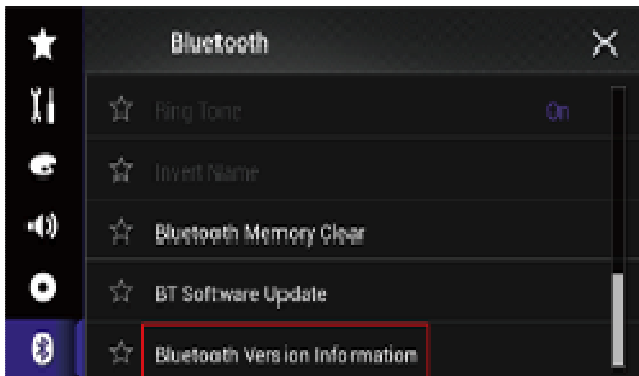 Bluetooth
Ring Tone On
Invert Name
Bluetooth Memory Clear
BT Software Update
Bluetooth Version Information